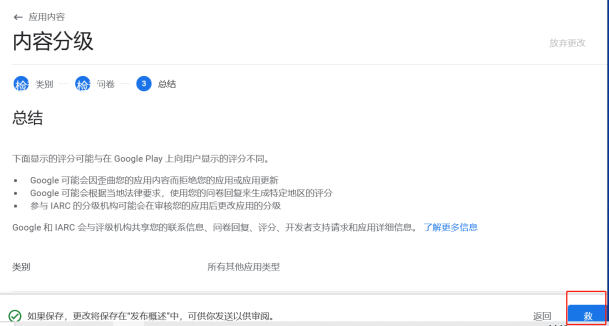 ← 应用内容
内容分级
放弃更改
类别 问卷 3 总结
总结
下面显示的评分可能与在 Google Play 上向用户显示的评分不同。
• Google 可能会因歪曲您的应用内容而拒绝您的应用或应用更新
• Google 可能会根据当地法律要求，使用您的问卷回复来生成特定地区的评分
• 参与 IARC 的分级机构可能会在审核您的应用后更改应用的分级
Google 和 IARC 会与评级机构共享您的联系信息、问卷回复、评分、开发者支持请求和应用详细信息。 了解更多信息
类别 所有其他应用类型
如果保存，更改将保存在"发布概述"中，可供你发送以供审阅。
返回 救